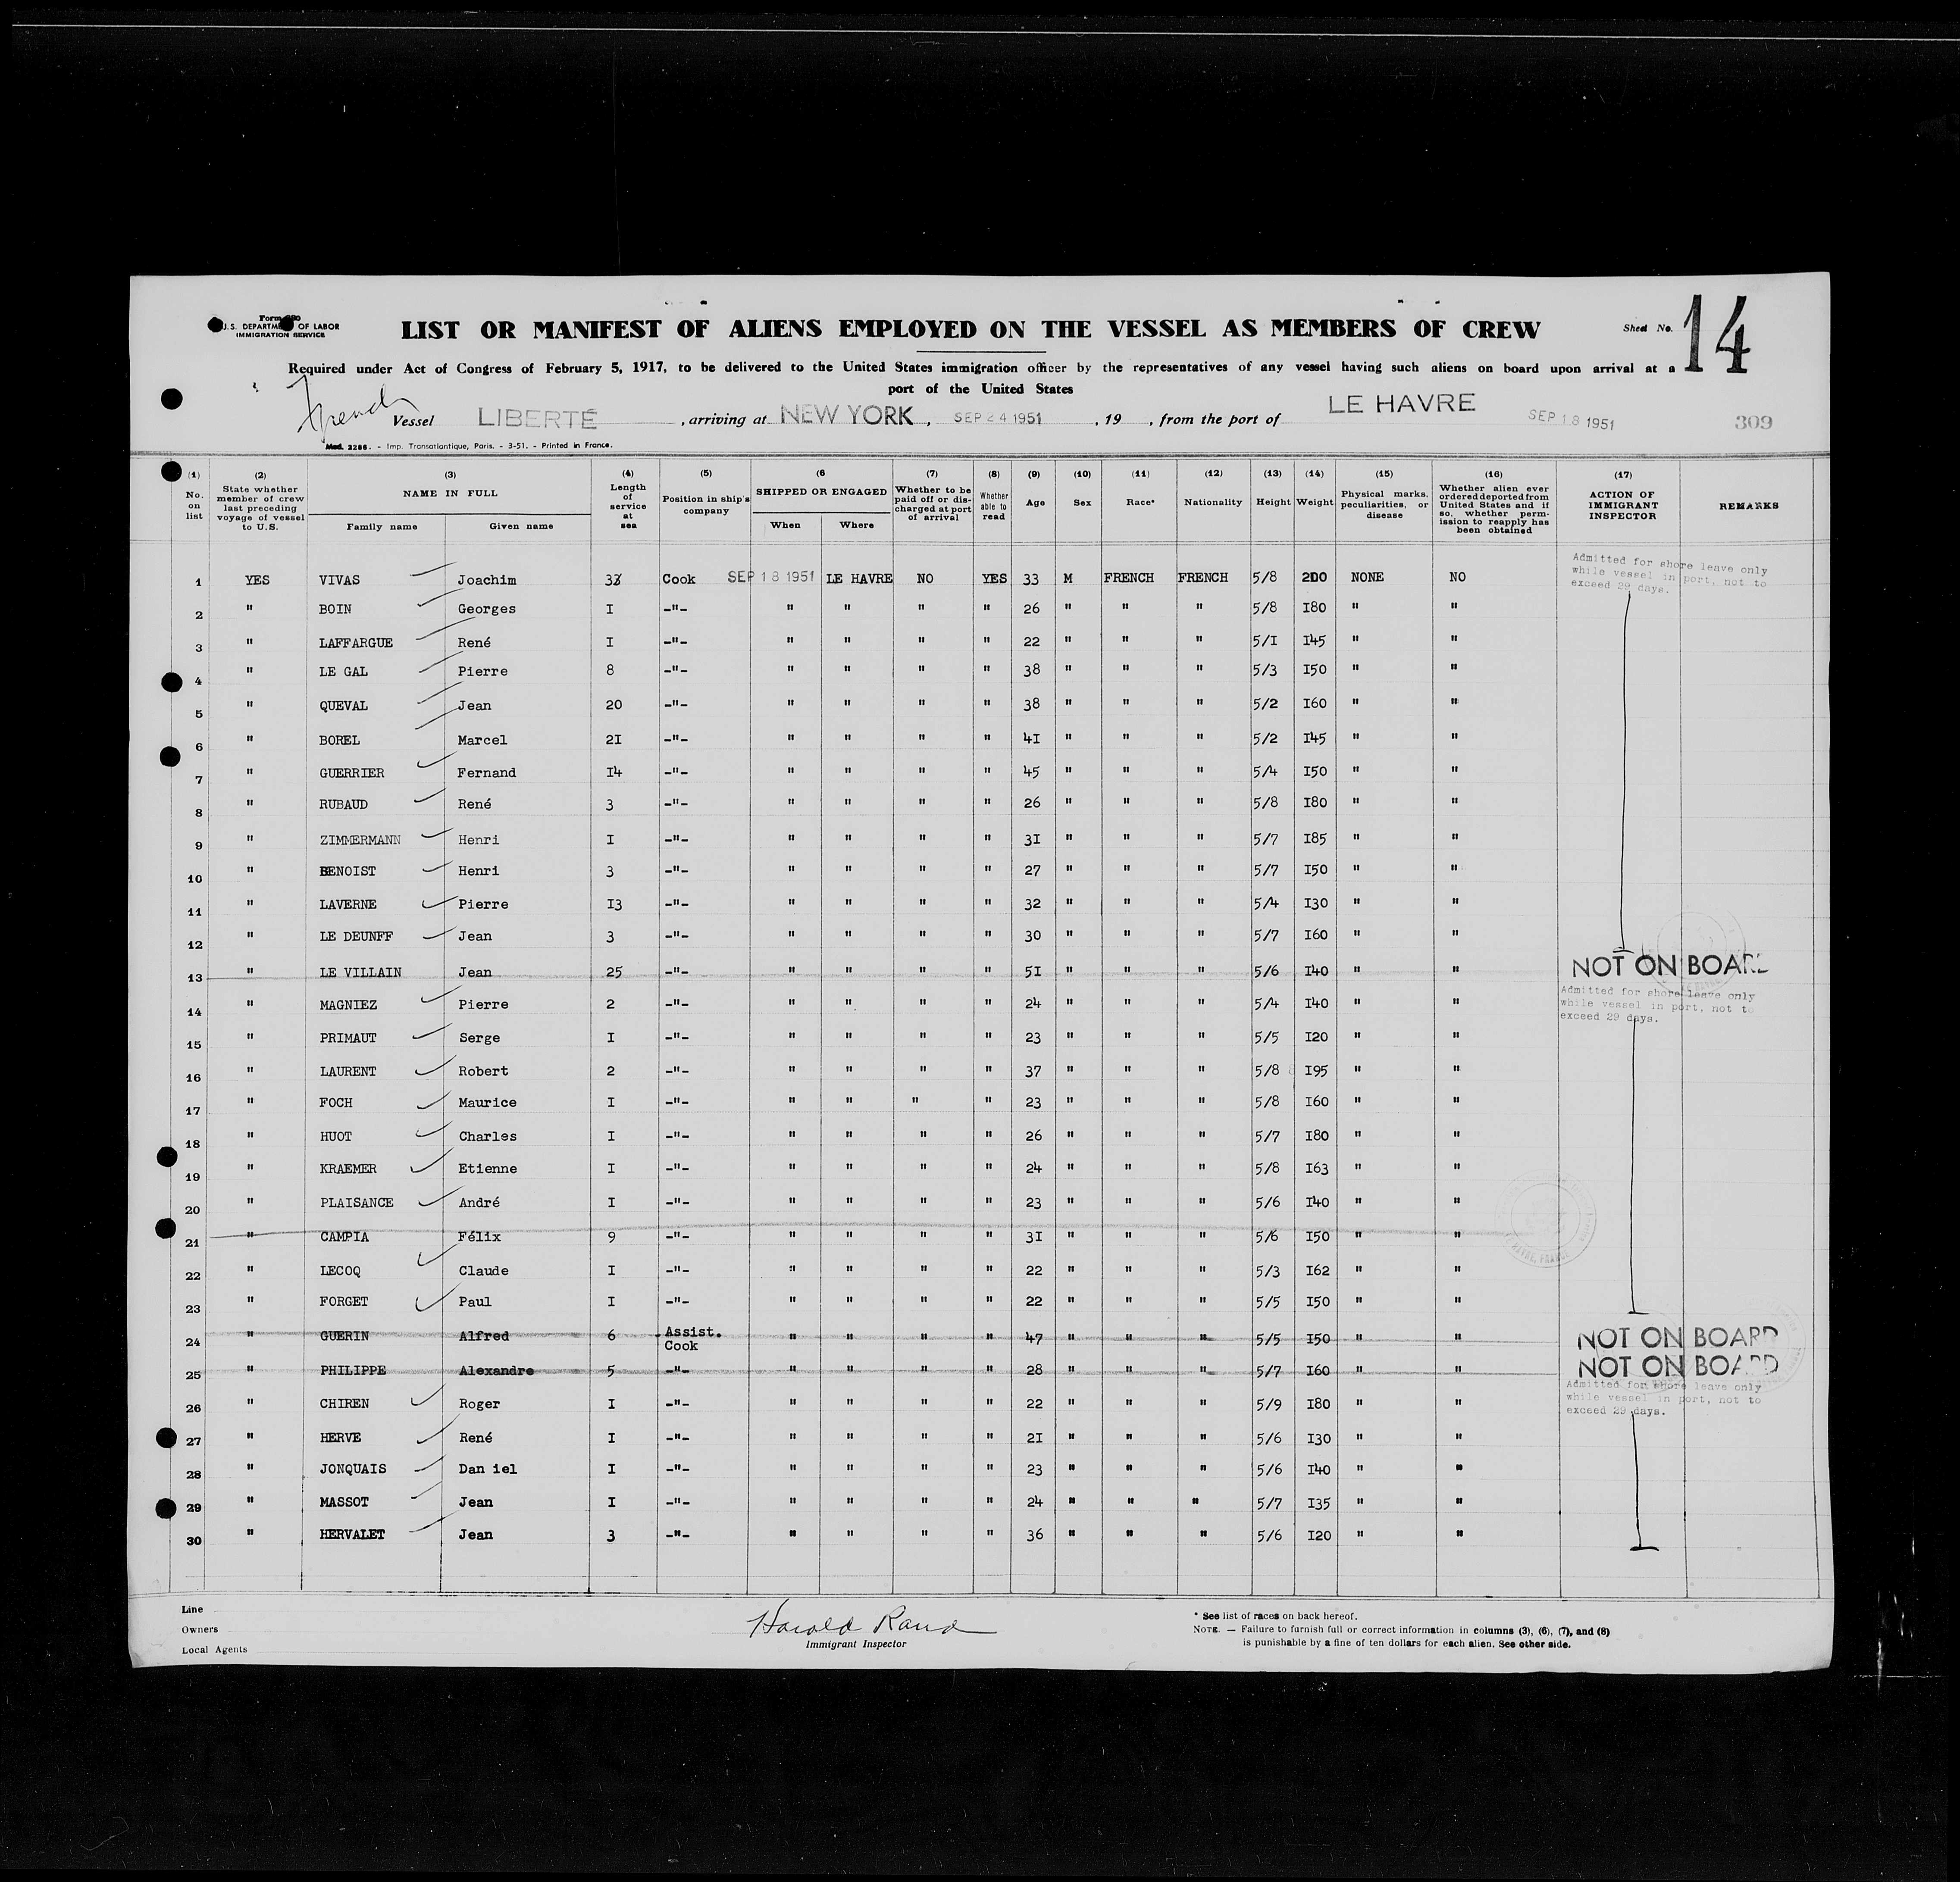 Form 680
U.S. DEPARTMENT OF LABOR
IMMIGRATION SERVICE
LIST OR MANIFEST OF ALIENS EMPLOYED ON THE VESSEL AS MEMBERS OF CREW
Sheet No. 14
Required under Act of Congress of February 5, 1917, to be delivered to the United States immigration officer by the representatives of any vessel having such aliens on board upon arrival at a
port of the United States
French Vessel LIBERTÉ , arriving at NEW YORK , SEP 24 1951 , 19 , from the port of LE HAVRE SEP 18 1951 309
Mod. 2286. - Imp. Transatlantique, Paris. - 3-51. - Printed in France.
(1) No. on list
(2) State whether member of crew last preceding voyage of vessel to U.S.
(3) NAME IN FULL Family name Given name
(4) Length of service at sea
(5) Position in ship's company
(6 SHIPPED OR ENGAGED When Where
(7) Whether to be paid off or discharged at port of arrival
(8) Whether able to read
(9) Age
(10) Sex
(11) Race*
(12) Nationality
(13) Height
(14) Weight
(15) Physical marks, peculiarities, or disease
(16) Whether alien ever ordered deported from United States and if so, whether permission to reapply has been obtained
(17) ACTION OF IMMIGRANT INSPECTOR
REMARKS
1 YES VIVAS Joachim Cook SEP 18 1951 LE HAVRE NO YES 33 M FRENCH FRENCH 5/8 200 NONE NO
Admitted for shore leave only
while vessel in port, not to
exceed 29 days.
2 " BOIN Georges I -"- " " " " 26 " " " 5/8 I80 " "
3 " LAFFARGUE René I -"- " " " " 22 " " " 5/I I45 " "
4 " LE GAL Pierre 8 -"- " " " " 38 " " " 5/3 I50 " "
5 " QUEVAL Jean 20 -"- " " " " 38 " " " 5/2 I60 " "
6 " BOREL Marcel 2I -"- " " " " 4I " " " 5/2 I45 " "
7 " GUERRIER Fernand I4 -"- " " " " 45 " " " 5/4 I50 " "
8 " RUBAUD René 3 -"- " " " " 26 " " " 5/8 I80 " "
9 " ZIMMERMANN Henri I -"- " " " " 3I " " " 5/7 I85 " "
10 " BENOIST Henri 3 -"- " " " " 27 " " " 5/7 I50 " "
11 " LAVERNE Pierre I3 -"- " " " " 32 " " " 5/4 I30 " "
12 " LE DEUNFF Jean 3 -"- " " " " 30 " " " 5/7 I60 " "
13 " LE VILLAIN Jean 25 -"- " " " " 5I " " " 5/6 I40 " " NOT ON BOARD
14 " MAGNIEZ Pierre 2 -"- " " " " 24 " " " 5/4 I40 " "
Admitted for shore leave only
while vessel in port, not to
exceed 29 days.
15 " PRIMAUT Serge I -"- " " " " 23 " " " 5/5 I20 " "
16 " LAURENT Robert 2 -"- " " " " 37 " " " 5/8 I95 " "
17 " FOCH Maurice I -"- " " " " 23 " " " 5/8 I60 " "
18 " HUOT Charles I -"- " " " " 26 " " " 5/7 I80 " "
19 " KRAEMER Etienne I -"- " " " " 24 " " " 5/8 I63 " "
20 " PLAISANCE André I -"- " " " " 23 " " " 5/6 I40 " "
21 " CAMPIA Félix 9 -"- " " " " 3I " " " 5/6 I50 " "
22 " LECOQ Claude I -"- " " " " 22 " " " 5/3 I62 " "
23 " FORGET Paul I -"- " " " " 22 " " " 5/5 I50 " "
24 " GUERIN Alfred 6 Assist. Cook " " " " 47 " " " 5/5 I50 " " NOT ON BOARD
25 " PHILIPPE Alexandre 5 -"- " " " " 28 " " " 5/7 I60 " " NOT ON BOARD
26 " CHIREN Roger I -"- " " " " 22 " " " 5/9 I80 " "
Admitted for shore leave only
while vessel in port, not to
exceed 29 days.
27 " HERVE René I -"- " " " " 2I " " " 5/6 I30 " "
28 " JONQUAIS Dan iel I -"- " " " " 23 " " " 5/6 I40 " "
29 " MASSOT Jean I -"- " " " " 24 " " " 5/7 I35 " "
30 " HERVALET Jean 3 -"- " " " " 36 " " " 5/6 I20 " "
Line
Owners
Local Agents
Harold Rand
Immigrant Inspector
* See list of races on back hereof.
NOTE. — Failure to furnish full or correct information in columns (3), (6), (7), and (8)
is punishable by a fine of ten dollars for each alien. See other side.